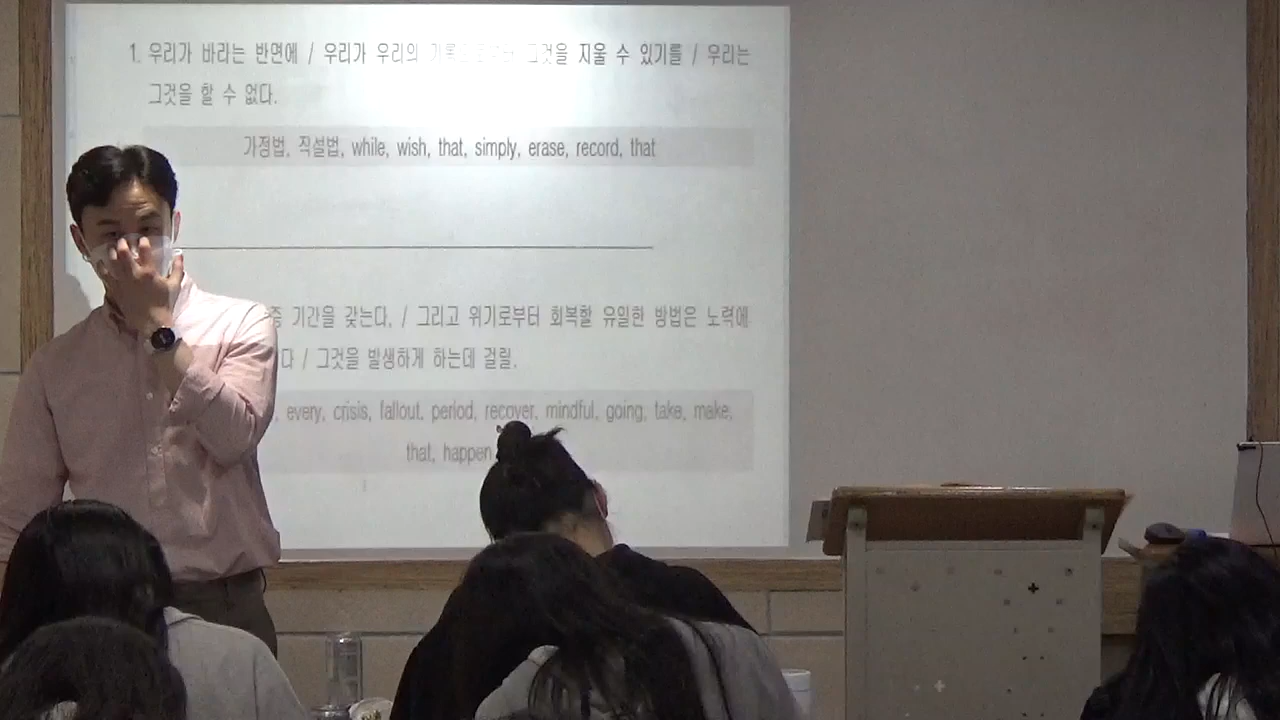 1. 우리가 바라는 반면에 / 우리가 우리의 기록으로부터 그것을 지울 수 있기를 / 우리는
그것을 할 수 없다.
가정법, 직설법, while, wish, that, simply, erase, record, that
기간을 갖는다, / 그리고 위기로부터 회복할 유일한 방법은 노력에
다 / 그것을 발생하게 하는데 걸릴.
, every, crisis, fallout, period, recover, mindful, going, take, make,
that, happen